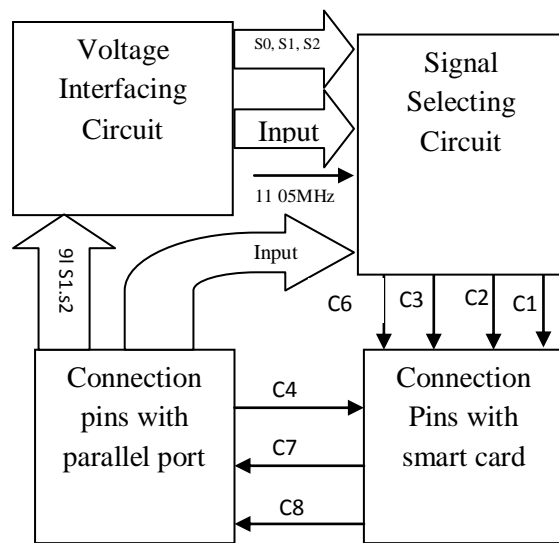 Voltage
Interfacing
Circuit
S0, S1, S2
Input
11 05MHz
Signal
Selecting
Circuit
Input
9l S1.s2
C6
C3
C2
C1
Connection
pins with
parallel port
C4
C7
C8
Connection
Pins with
smart card